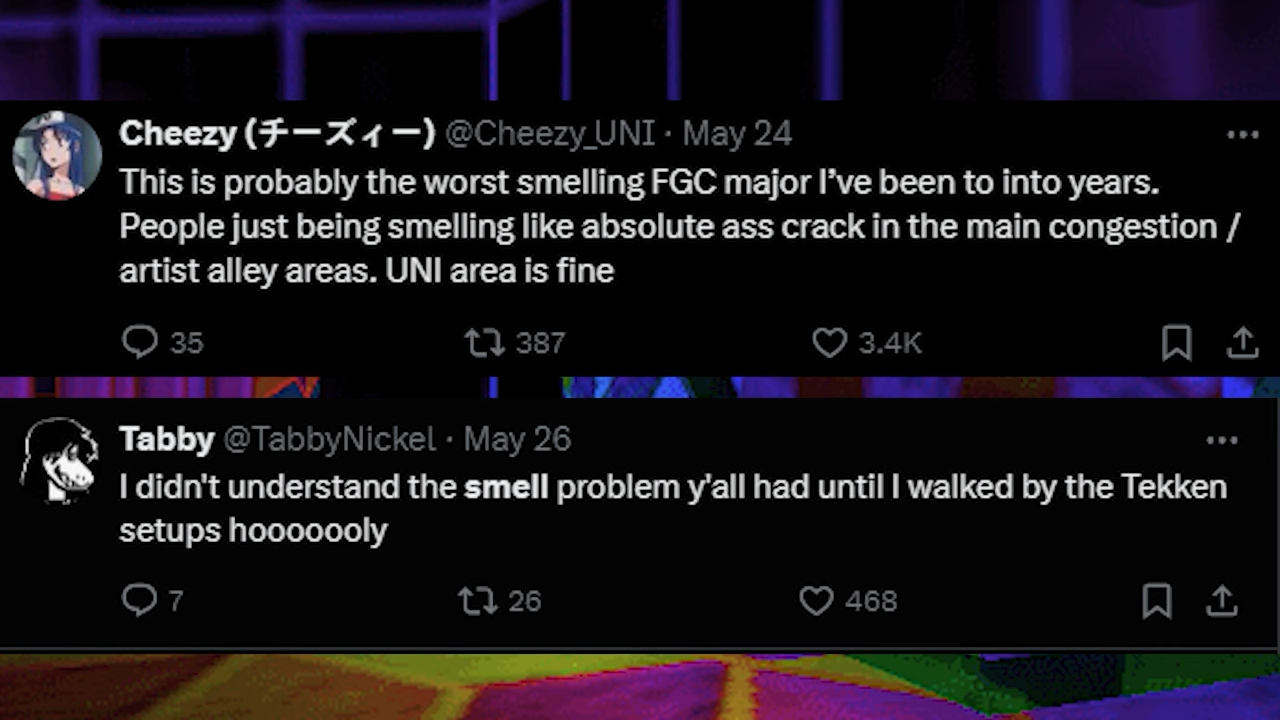 Cheezy (チーズィー) @Cheezy_UNI · May 24
This is probably the worst smelling FGC major I've been to into years.
People just being smelling like absolute ass crack in the main congestion /
artist alley areas. UNI area is fine
35 387 3.4K
Tabby @TabbyNickel · May 26
I didn't understand the smell problem y'all had until I walked by the Tekken
setups hooooooly
7 26 468